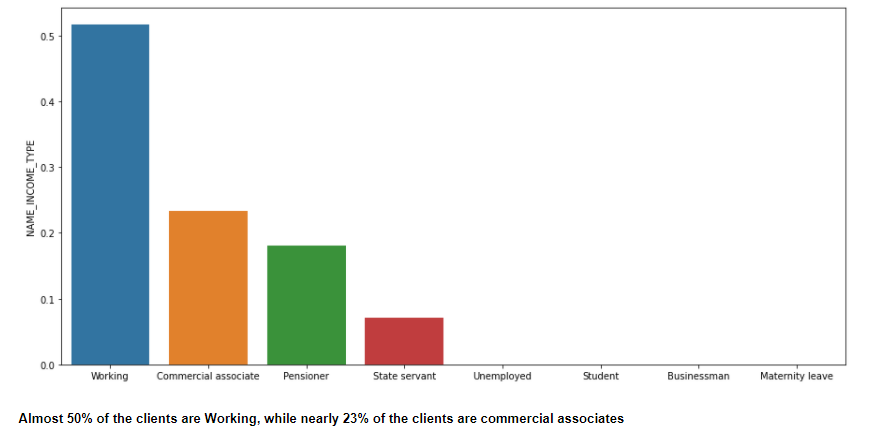 0.5
0.4
0.3
0.2
0.1
0.0
NAME_INCOME_TYPE
Working Commercial associate Pensioner State servant Unemployed Student Businessman Maternity leave
Almost 50% of the clients are Working, while nearly 23% of the clients are commercial associates